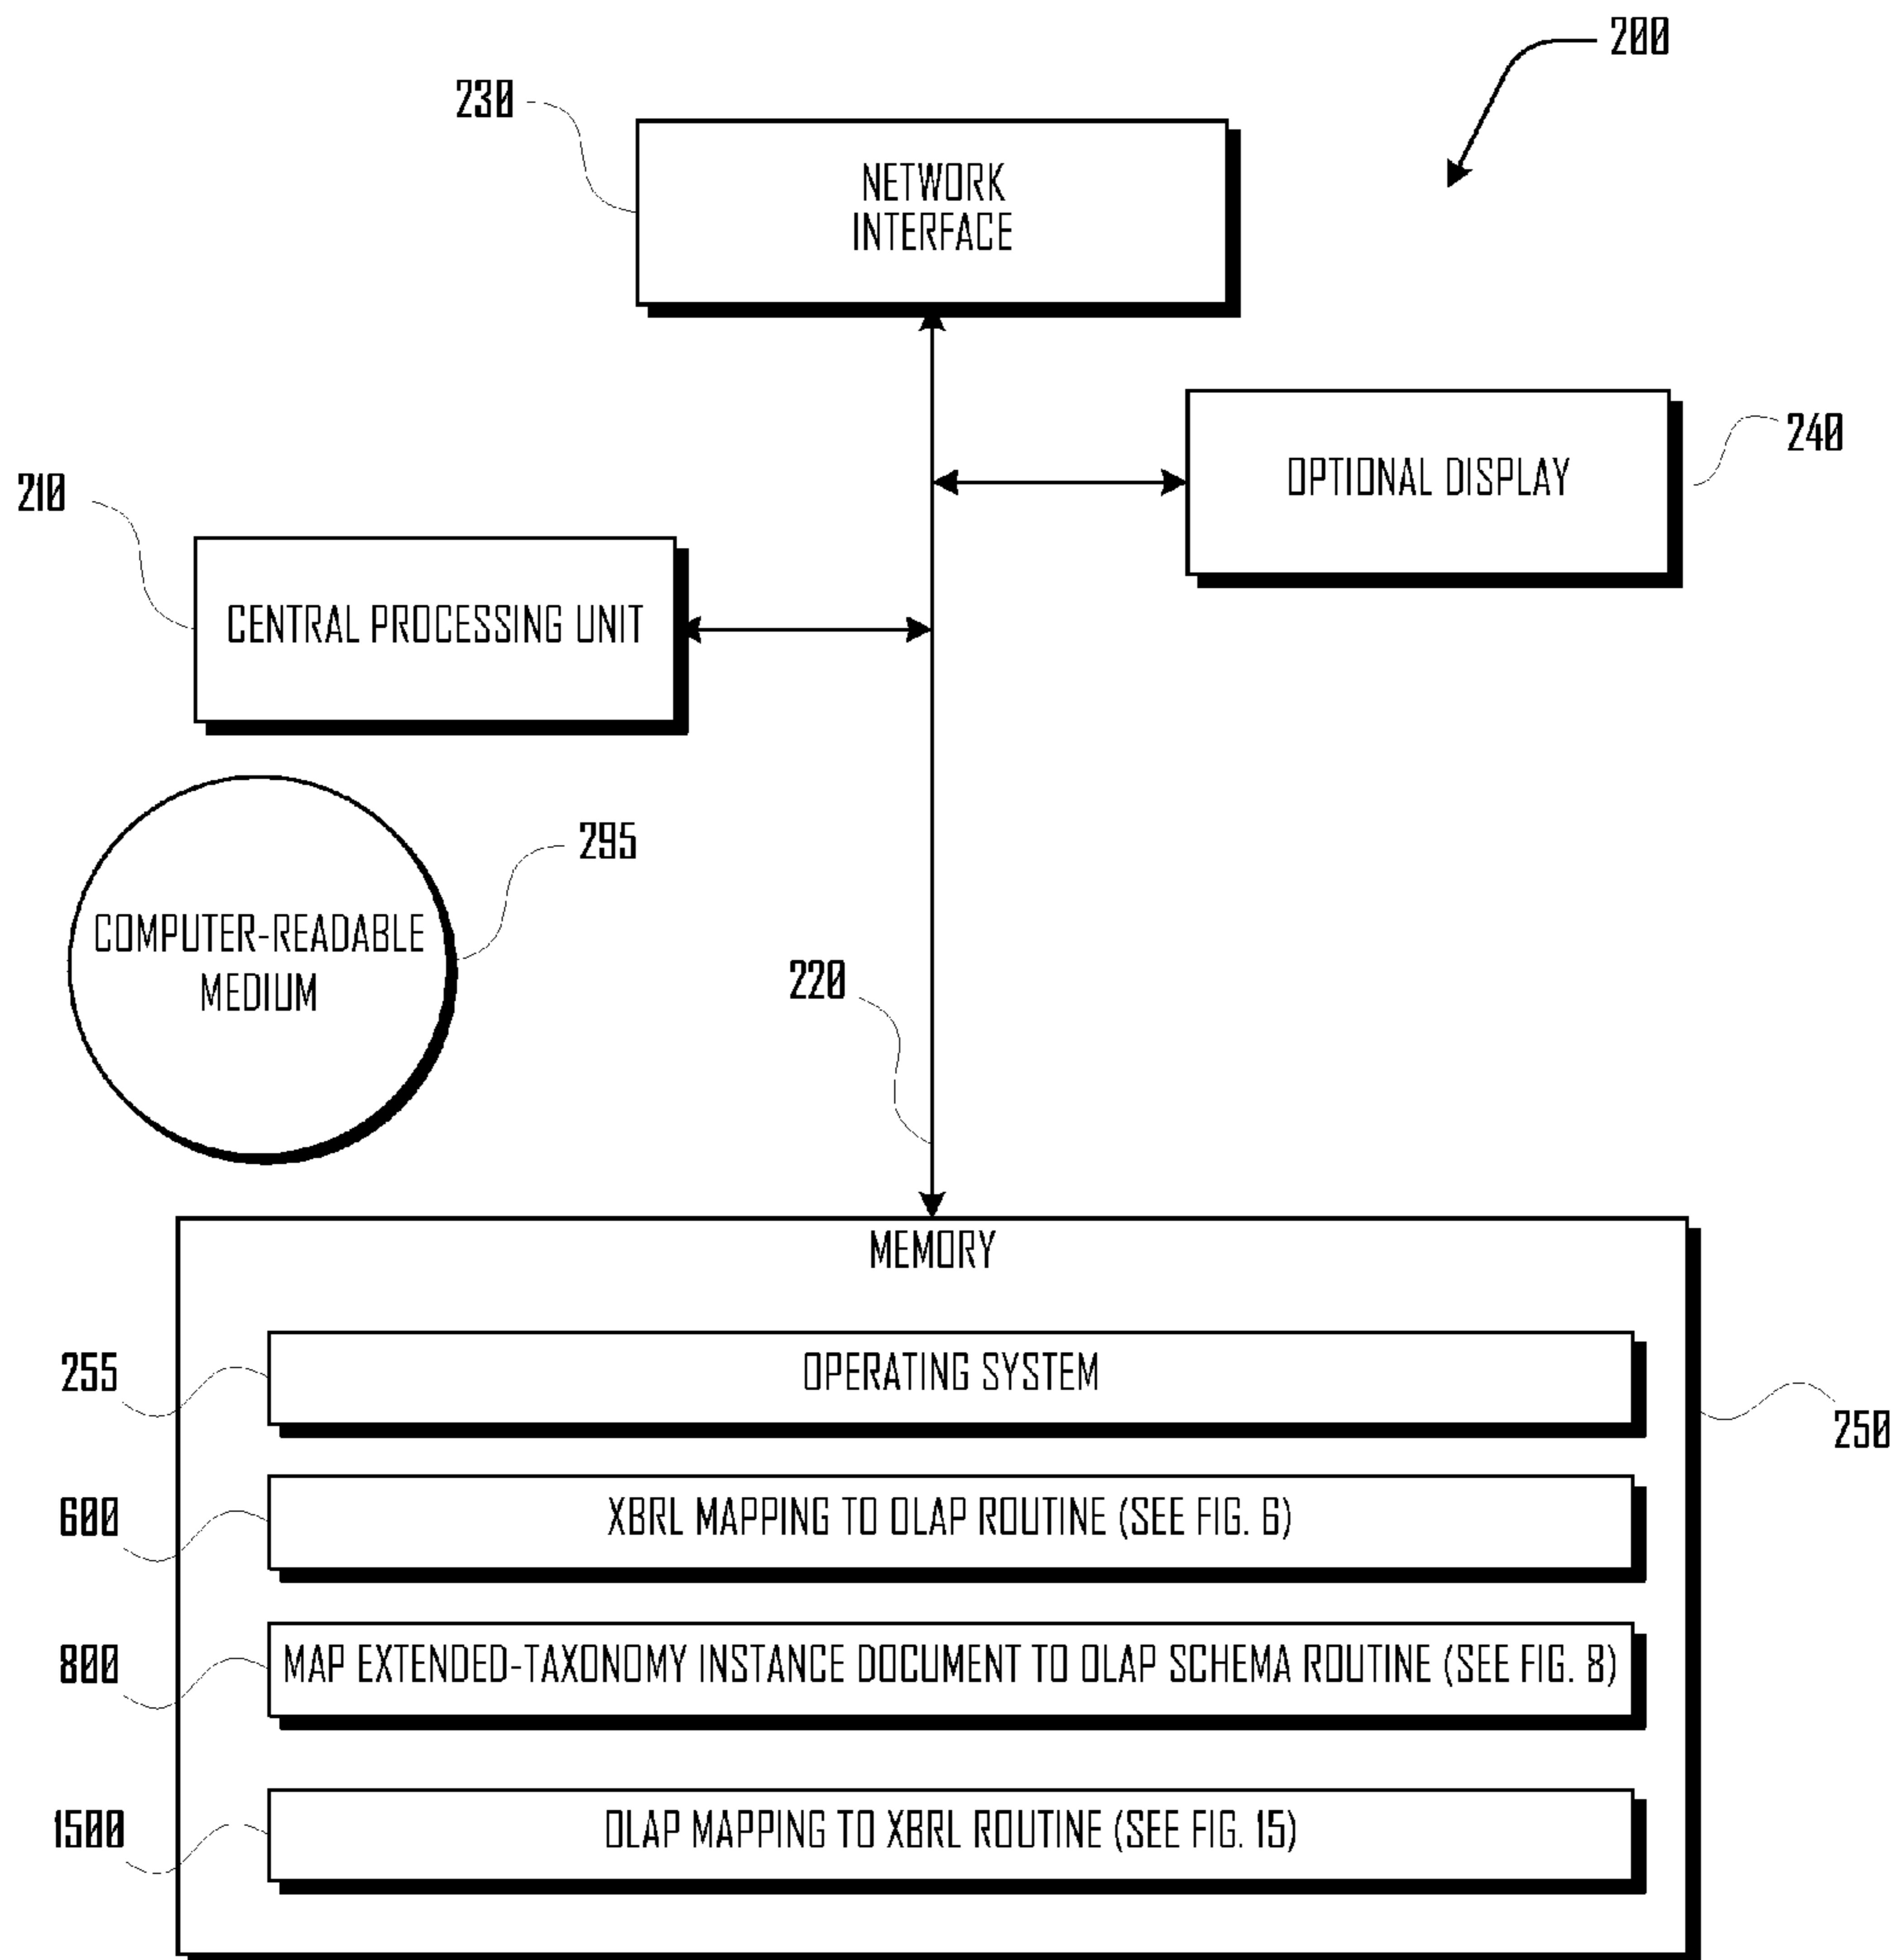 200
230
NETWORK
INTERFACE
240
OPTIONAL DISPLAY
210
CENTRAL PROCESSING UNIT
295
COMPUTER-READABLE
MEDIUM
220
MEMORY
255
OPERATING SYSTEM
250
600
XBRL MAPPING TO OLAP ROUTINE (SEE FIG. 6)
800
MAP EXTENDED-TAXONOMY INSTANCE DOCUMENT TO OLAP SCHEMA ROUTINE (SEE FIG. 8)
1500
OLAP MAPPING TO XBRL ROUTINE (SEE FIG. 15)